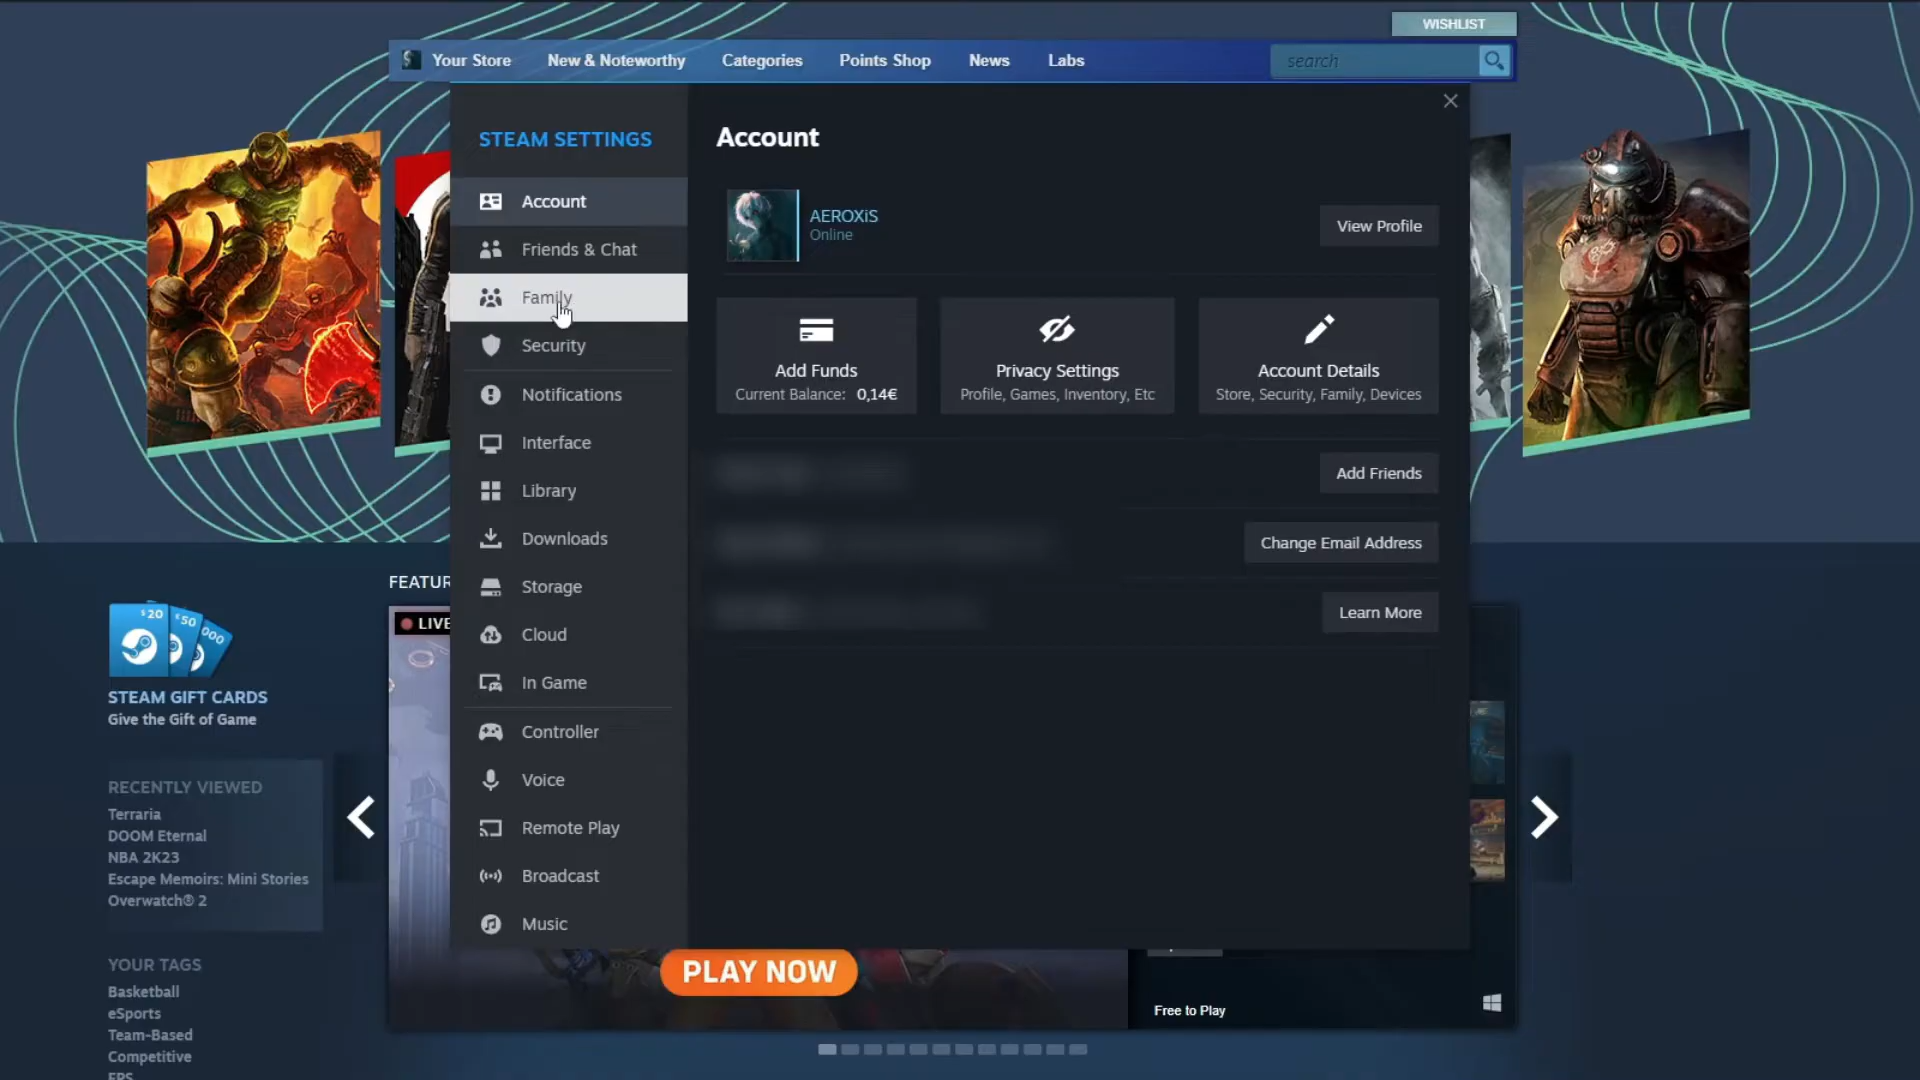 WISHLIST
Your Store
New & Noteworthy
Categories
Points Shop
News
Labs
search
STEAM SETTINGS
Account
Friends & Chat
Family
Security
Notifications
Interface
Library
Downloads
Storage
Cloud
In Game
Controller
Voice
Remote Play
Broadcast
Music
Account
AEROXiS
Online
View Profile
Add Funds
Current Balance: 0,14€
Privacy Settings
Profile, Games, Inventory, Etc
Account Details
Store, Security, Family, Devices
Add Friends
Change Email Address
Learn More
FEATUR
LIVE
$20
$50
STEAM GIFT CARDS
Give the Gift of Game
RECENTLY VIEWED
Terraria
DOOM Eternal
NBA 2K23
Escape Memoirs: Mini Stories
Overwatch® 2
YOUR TAGS
Basketball
eSports
Team-Based
Competitive
FPS
PLAY NOW
Free to Play